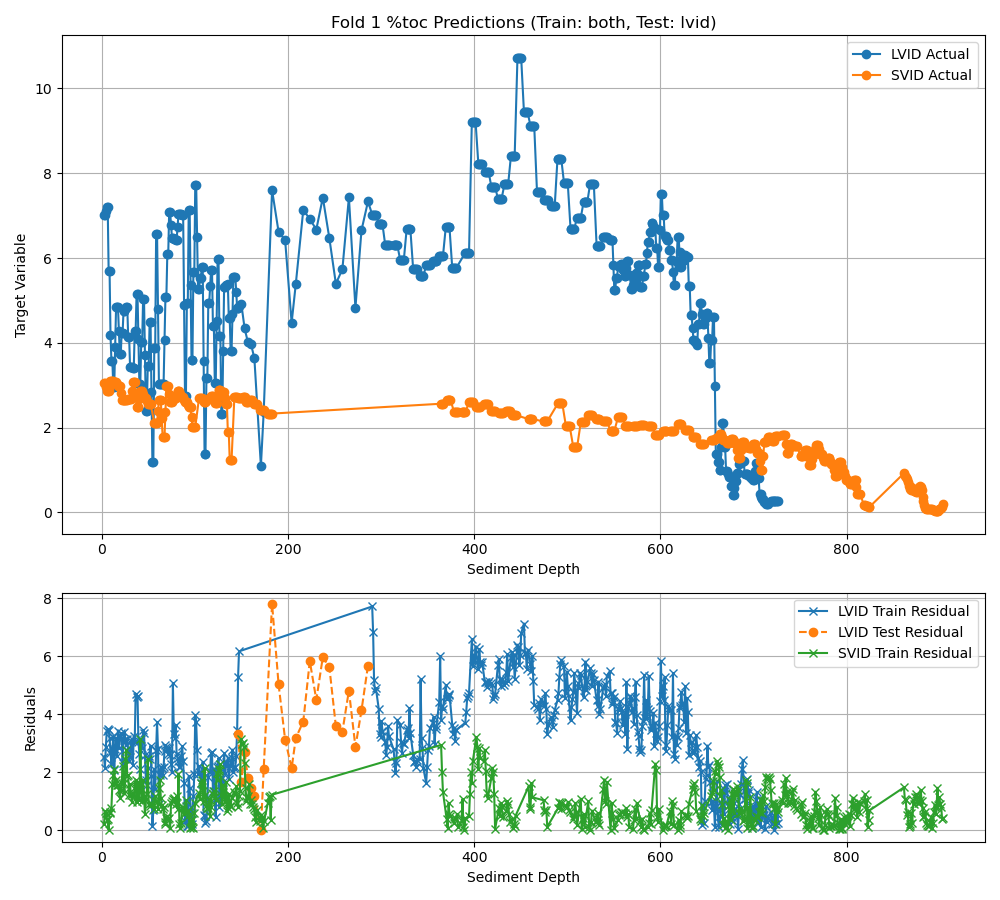 Fold 1 %toc Predictions (Train: both, Test: lvid)
LVID Actual
SVID Actual
Target Variable
10
8
6
4
2
0
0 200 400 600 800
Sediment Depth
LVID Train Residual
LVID Test Residual
SVID Train Residual
Residuals
8
6
4
2
0
0 200 400 600 800
Sediment Depth